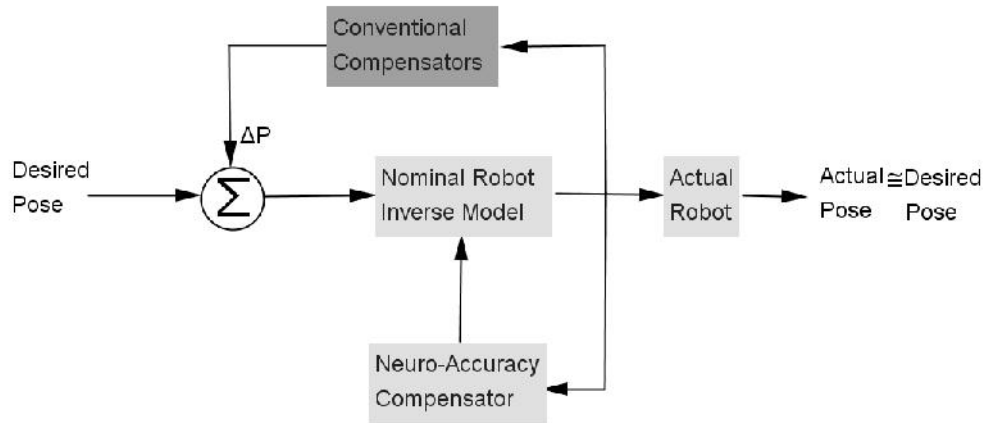 Conventional
Compensators
ΔP
Desired
Pose
Σ
Nominal Robot
Inverse Model
Actual
Robot
Actual ≅ Desired
Pose Pose
Neuro-Accuracy
Compensator